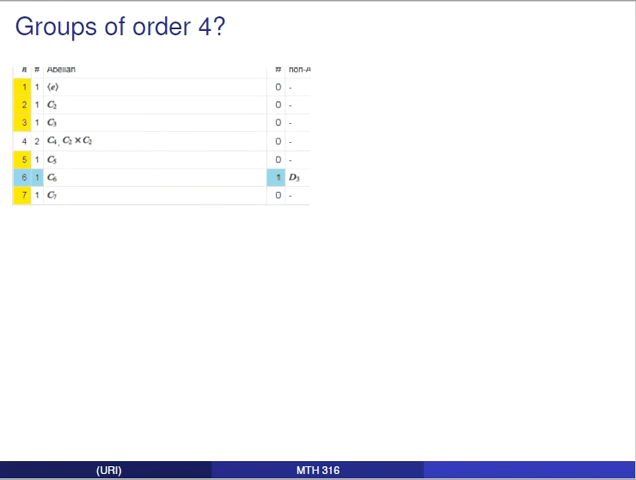 Groups of order 4?
n # Abelian # non-A
1 1 ⟨e⟩ 0 -
2 1 C₂ 0 -
3 1 C₃ 0 -
4 2 C₄, C₂ × C₂ 0 -
5 1 C₅ 0 -
6 1 C₆ 1 D₃
7 1 C₇ 0 -
(URI) MTH 316